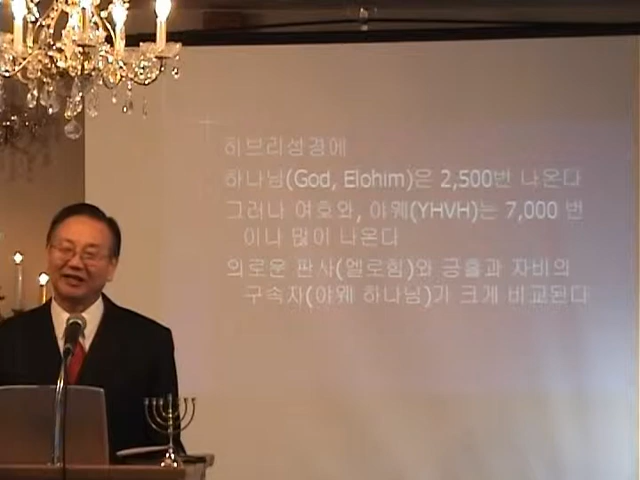 히브리성경에
하나님(God, Elohim)은 2,500번 나온다
그러나 여호와, 야웨(YHVH)는 7,000 번
이나 많이 나온다
의로운 판사(엘로힘)와 긍휼과 자비의
구속자(야웨 하나님)가 크게 비교된다